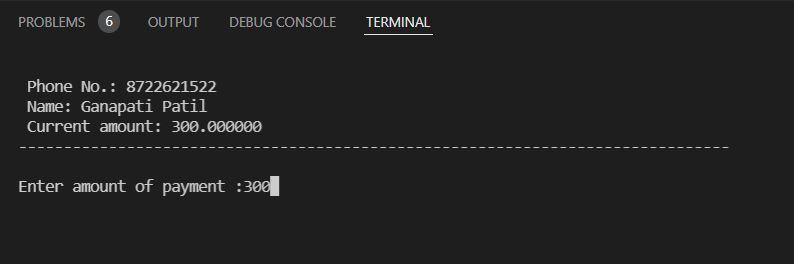 PROBLEMS 6 OUTPUT DEBUG CONSOLE TERMINAL
Phone No.: 8722621522
Name: Ganapati Patil
Current amount: 300.000000
-------------------------------------------------------------------------------
Enter amount of payment :300